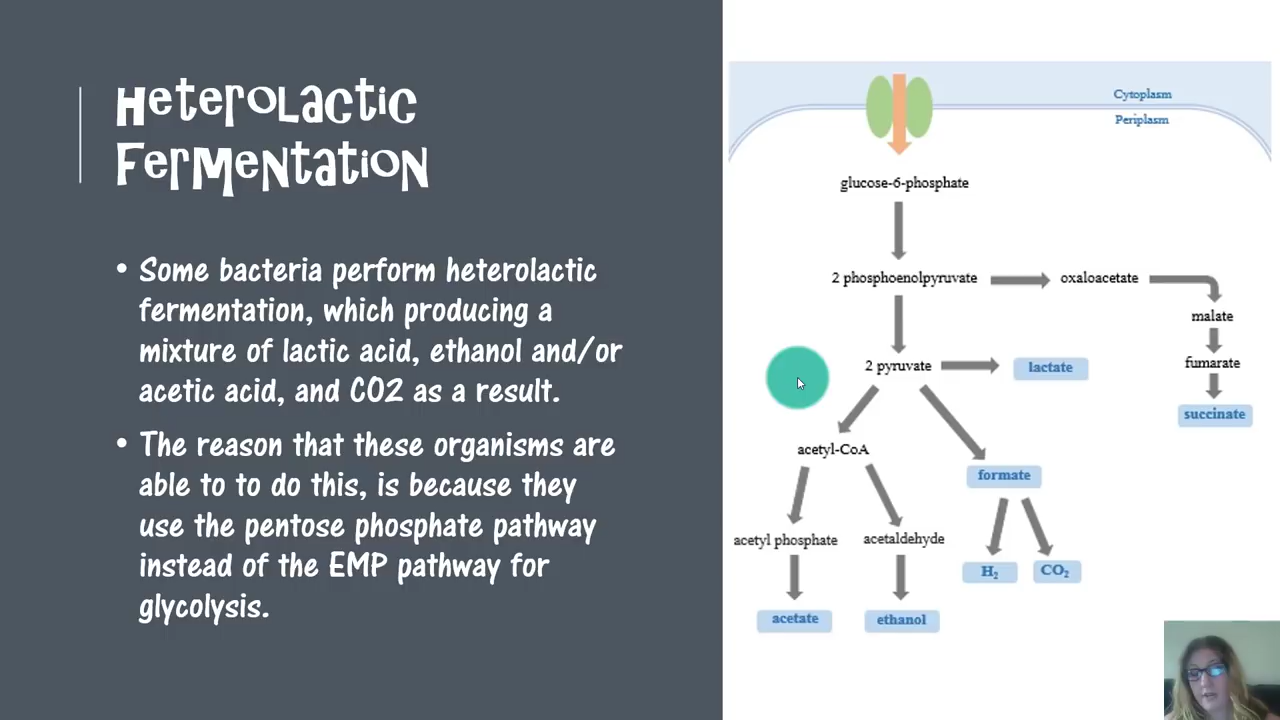 Heterolactic
Fermentation
• Some bacteria perform heterolactic
fermentation, which producing a
mixture of lactic acid, ethanol and/or
acetic acid, and CO2 as a result.
• The reason that these organisms are
able to to do this, is because they
use the pentose phosphate pathway
instead of the EMP pathway for
glycolysis.
Cytoplasm
Periplasm
glucose-6-phosphate
2 phosphoenolpyruvate
oxaloacetate
malate
2 pyruvate
lactate
fumarate
succinate
acetyl-CoA
formate
acetyl phosphate
acetaldehyde
H₂
CO₂
acetate
ethanol